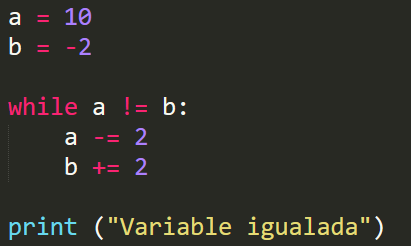 a = 10
b = -2
while a != b:
    a -= 2
    b += 2
print ("Variable igualada")